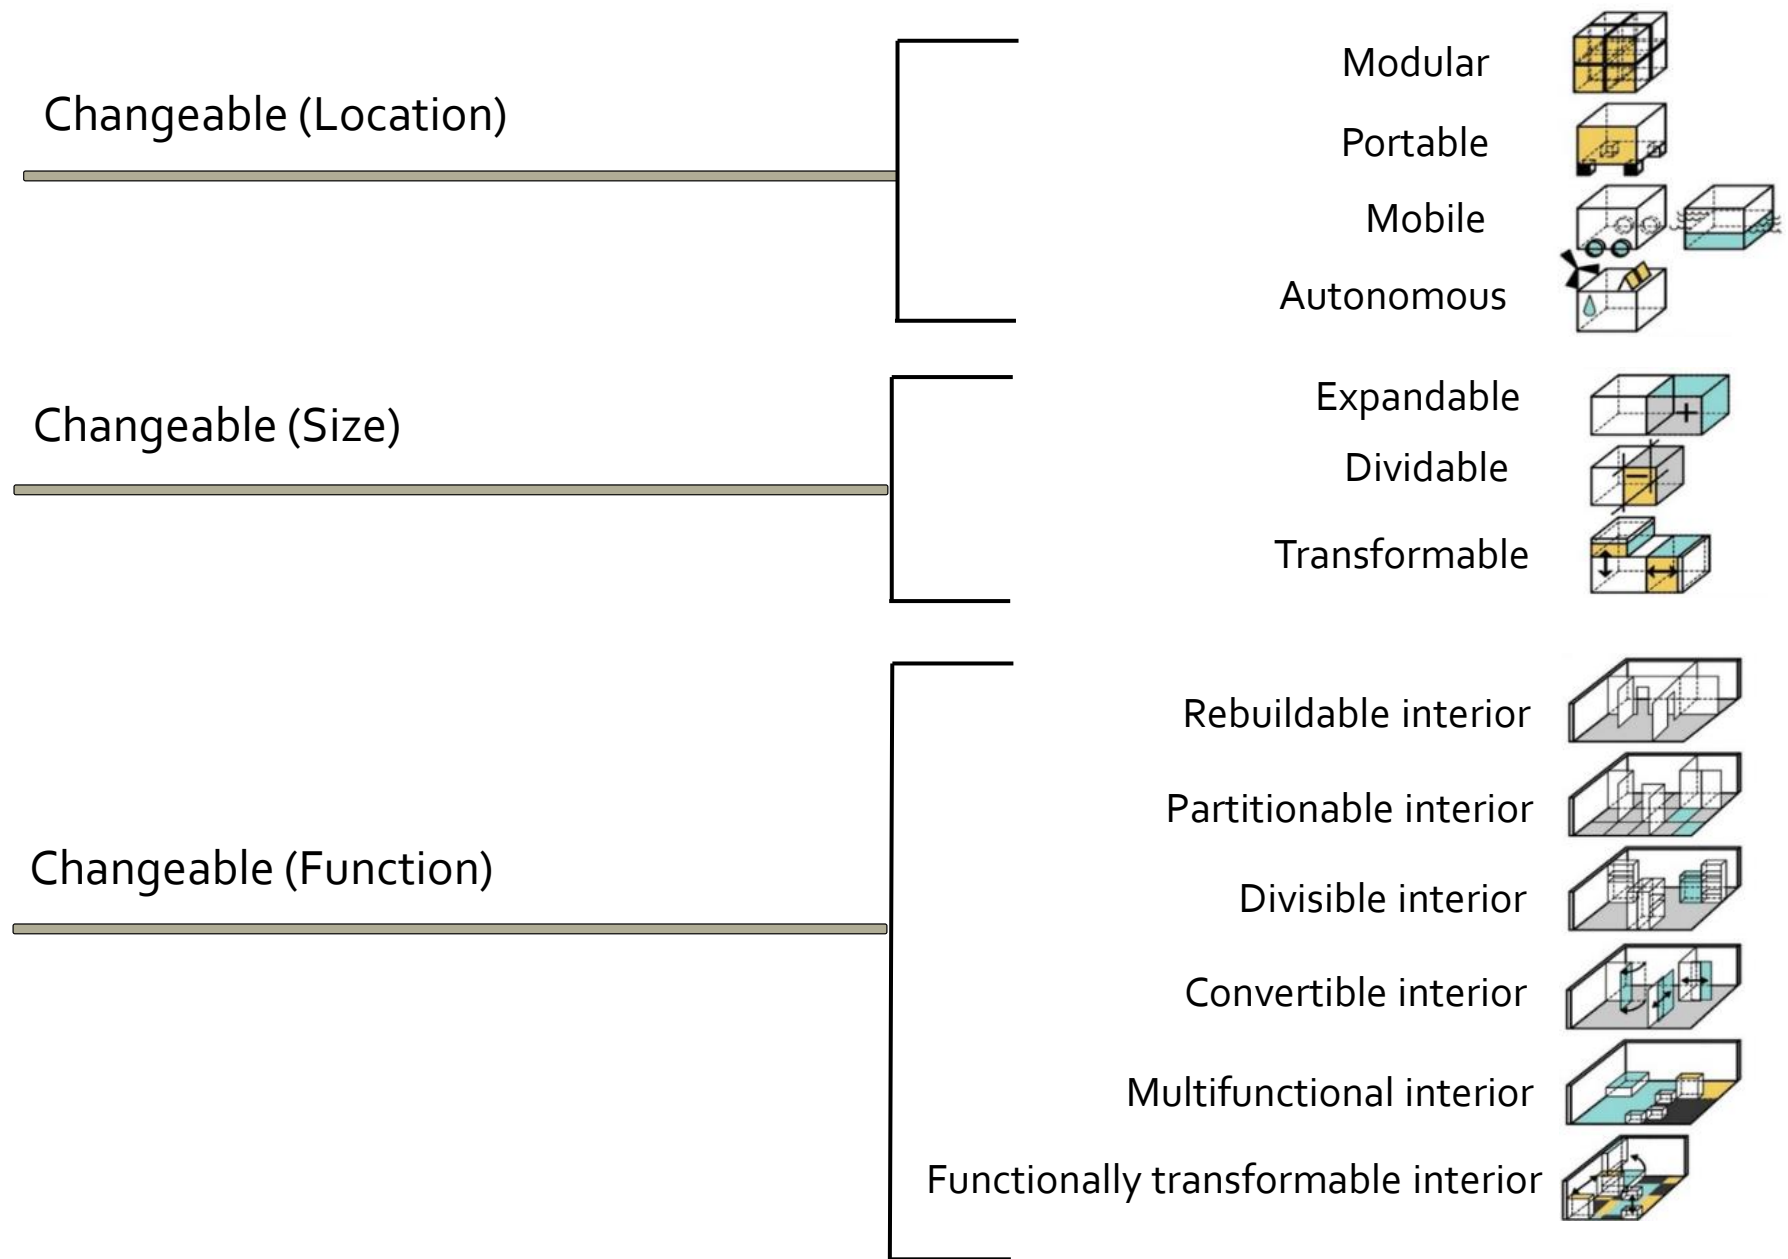 Changeable (Location)
Modular
Portable
Mobile
Autonomous
Changeable (Size)
Expandable
Dividable
Transformable
Changeable (Function)
Rebuildable interior
Partitionable interior
Divisible interior
Convertible interior
Multifunctional interior
Functionally transformable interior